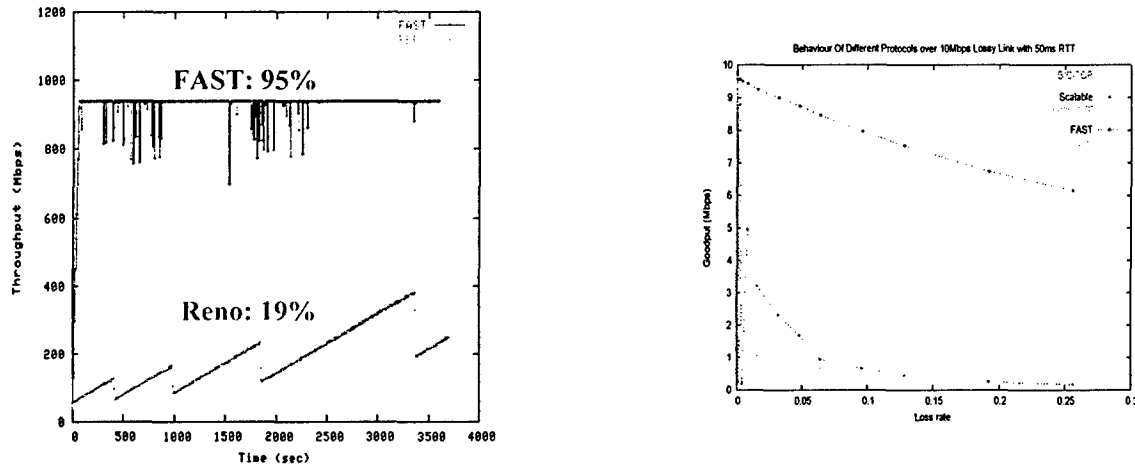 1200
1000
800
600
400
200
0
Throughput (Mbps)
FAST
FAST: 95%
Reno: 19%
0 500 1000 1500 2000 2500 3000 3500 4000
Time (sec)
Behaviour Of Different Protocols over 10Mbps Lossy Link with 50ms RTT
10
9
8
7
6
5
4
3
2
1
0
Goodput (Mbps)
Scalable
FAST
0 0.05 0.1 0.15 0.2 0.25 0.3
Loss rate